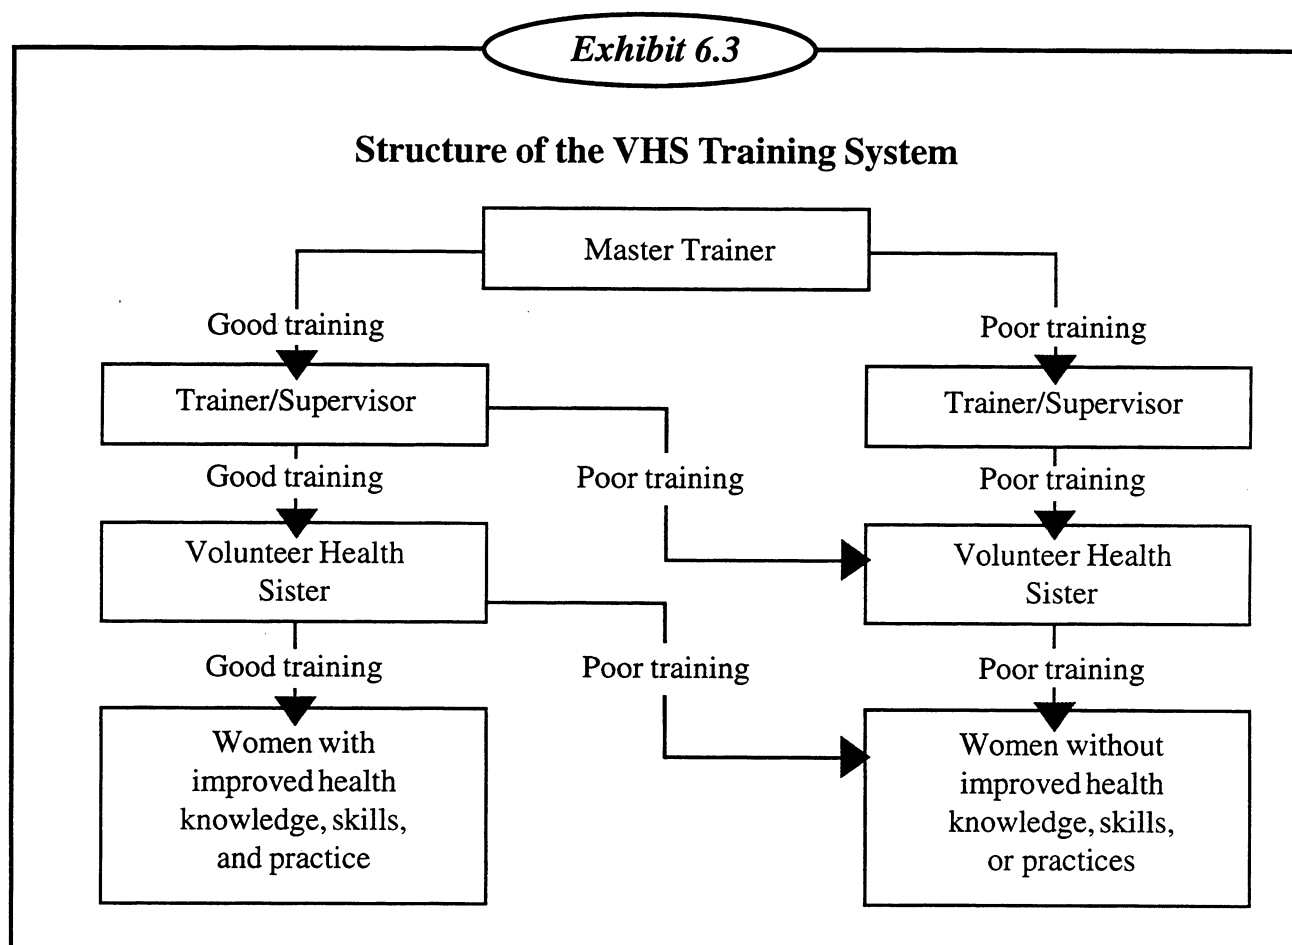 Exhibit 6.3
Structure of the VHS Training System
Master Trainer
Good training
Poor training
Trainer/Supervisor
Trainer/Supervisor
Good training
Poor training
Poor training
Volunteer Health
Sister
Volunteer Health
Sister
Good training
Poor training
Poor training
Women with
improved health
knowledge, skills,
and practice
Women without
improved health
knowledge, skills,
or practices